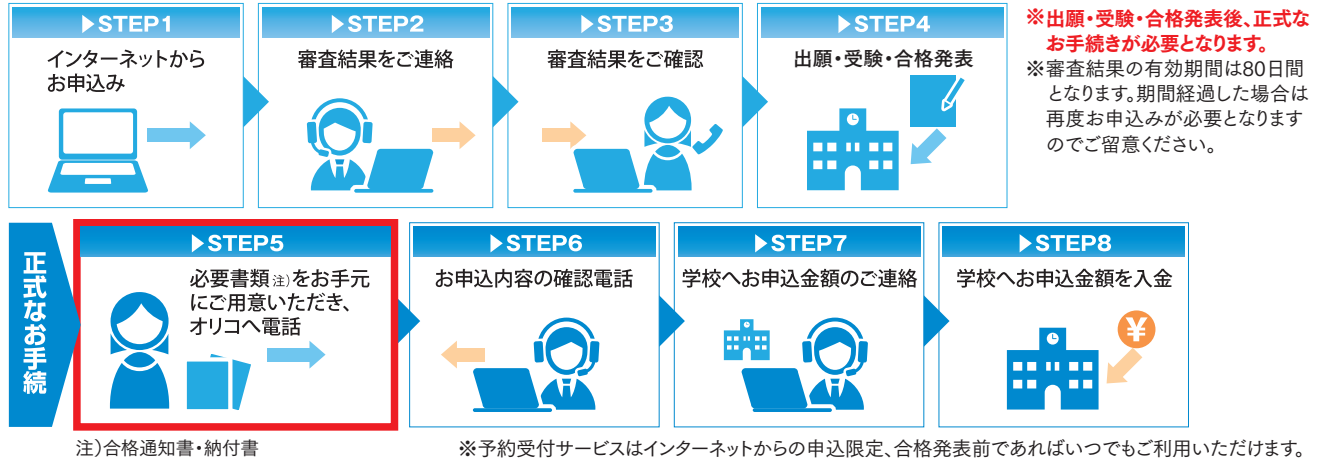 ▶STEP1
インターネットから
お申込み
▶STEP2
審査結果をご連絡
▶STEP3
審査結果をご確認
▶STEP4
出願・受験・合格発表
※出願・受験・合格発表後、正式な
お手続きが必要となります。
※審査結果の有効期間は80日間
となります。期間経過した場合は
再度お申込みが必要となります
のでご留意ください。
正式なお手続
▶STEP5
必要書類注)をお手元
にご用意いただき、
オリコへ電話
▶STEP6
お申込内容の確認電話
▶STEP7
学校へお申込金額のご連絡
▶STEP8
学校へお申込金額を入金
¥
注)合格通知書・納付書
※予約受付サービスはインターネットからの申込限定、合格発表前であればいつでもご利用いただけます。